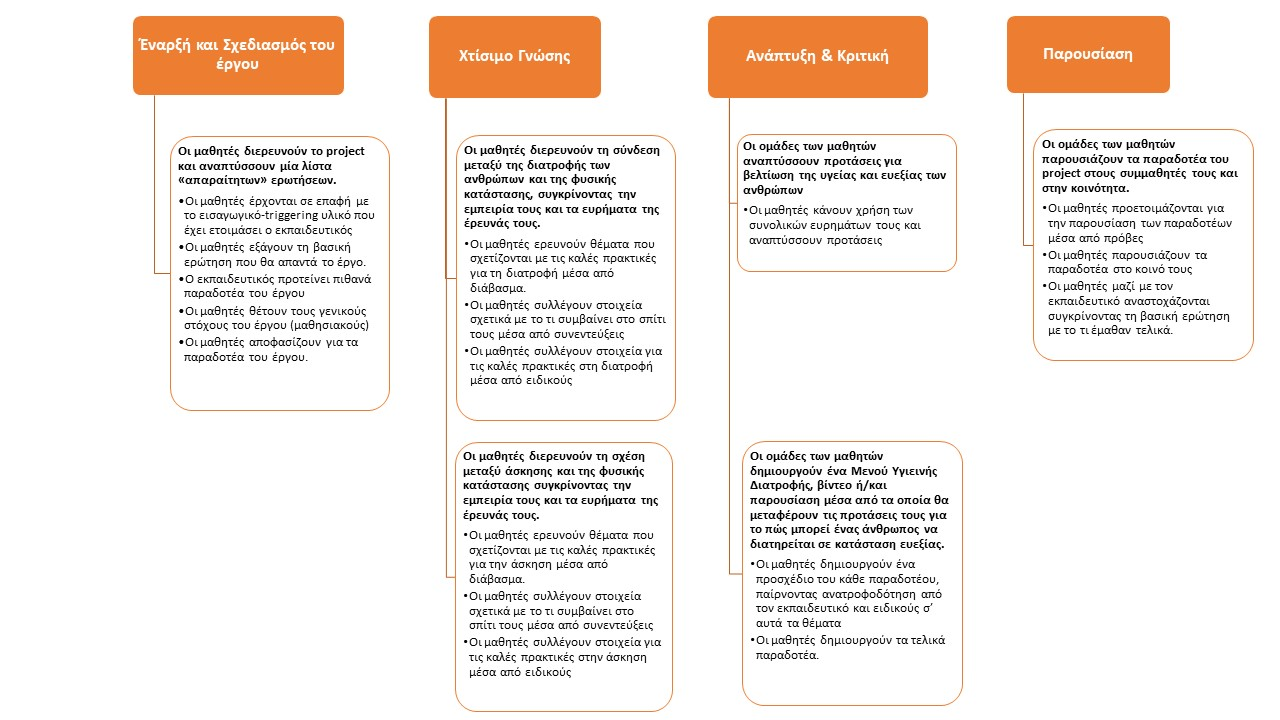 Έναρξή και Σχεδιασμός του
έργου
Οι μαθητές διερευνούν το project
και αναπτύσσουν μία λίστα
«απαραίτητων» ερωτήσεων.
•Οι μαθητές έρχονται σε επαφή με
το εισαγωγικό-triggering υλικό που
έχει ετοιμάσει ο εκπαιδευτικός
•Οι μαθητές εξάγουν τη βασική
ερώτηση που θα απαντά το έργο.
•Ο εκπαιδευτικός προτείνει πιθανά
παραδοτέα του έργου
•Οι μαθητές θέτουν τους γενικούς
στόχους του έργου (μαθησιακούς)
•Οι μαθητές αποφασίζουν για τα
παραδοτέα του έργου.
Χτίσιμο Γνώσης
Οι μαθητές διερευνούν τη σύνδεση
μεταξύ της διατροφής των
ανθρώπων και της φυσικής
κατάστασης, συγκρίνοντας την
εμπειρία τους και τα ευρήματα της
έρευνάς τους.
•Οι μαθητές ερευνούν θέματα που
σχετίζονται με τις καλές πρακτικές
για τη διατροφή μέσα από
διάβασμα.
•Οι μαθητές συλλέγουν στοιχεία
σχετικά με το τι συμβαίνει στο σπίτι
τους μέσα από συνεντεύξεις
•Οι μαθητές συλλέγουν στοιχεία για
τις καλές πρακτικές στη διατροφή
μέσα από ειδικούς
Οι μαθητές διερευνούν τη σχέση
μεταξύ άσκησης και της φυσικής
κατάστασης συγκρίνοντας την
εμπειρία τους και τα ευρήματα της
έρευνάς τους.
•Οι μαθητές ερευνούν θέματα που
σχετίζονται με τις καλές πρακτικές
για την άσκηση μέσα από
διάβασμα.
•Οι μαθητές συλλέγουν στοιχεία
σχετικά με το τι συμβαίνει στο
σπίτι τους μέσα από συνεντεύξεις
•Οι μαθητές συλλέγουν στοιχεία για
τις καλές πρακτικές στην άσκηση
μέσα από ειδικούς
Ανάπτυξη & Κριτική
Οι ομάδες των μαθητών
αναπτύσσουν προτάσεις για
βελτίωση της υγείας και ευεξίας των
ανθρώπων
•Οι μαθητές κάνουν χρήση των
συνολικών ευρημάτων τους και
αναπτύσσουν προτάσεις
Οι ομάδες των μαθητών
δημιουργούν ένα Μενού Υγιεινής
Διατροφής, βίντεο ή/και
παρουσίαση μέσα από τα οποία θα
μεταφέρουν τις προτάσεις τους για
το πώς μπορεί ένας άνθρωπος να
διατηρείται σε κατάσταση ευεξίας.
•Οι μαθητές δημιουργούν ένα
προσχέδιο του κάθε παραδοτέου,
παίρνοντας ανατροφοδότηση από
τον εκπαιδευτικό και ειδικούς σ’
αυτά τα θέματα
•Οι μαθητές δημιουργούν τα τελικά
παραδοτέα.
Παρουσίαση
Οι ομάδες των μαθητών
παρουσιάζουν τα παραδοτέα του
project στους συμμαθητές τους και
στην κοινότητα.
•Οι μαθητές προετοιμάζονται για
την παρουσίαση των παραδοτέων
μέσα από πρόβες
•Οι μαθητές παρουσιάζουν τα
παραδοτέα στο κοινό τους
•Οι μαθητές μαζί με τον
εκπαιδευτικό αναστοχάζονται
συγκρίνοντας τη βασική ερώτηση
με το τι έμαθαν τελικά.